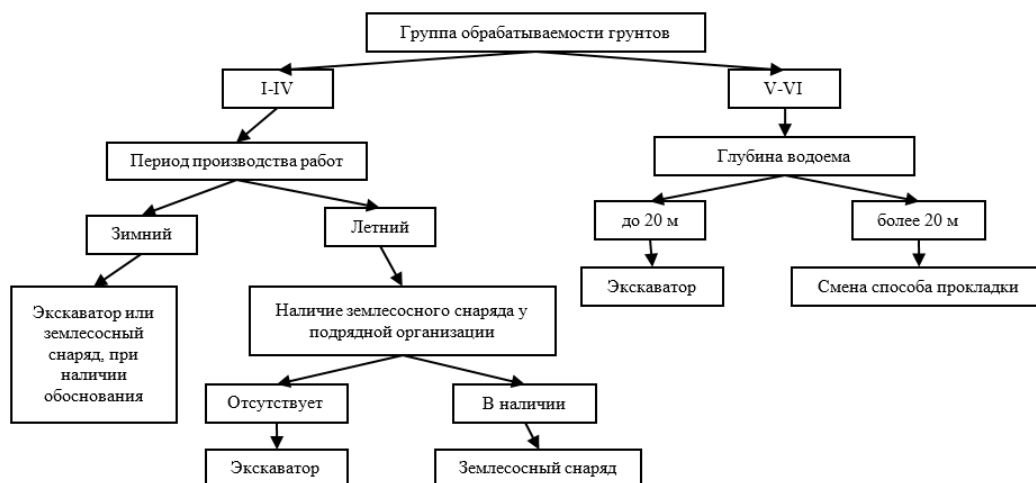 Группа обрабатываемости грунтов
I-IV
V-VI
Период производства работ
Глубина водоема
Зимний
Летний
до 20 м
более 20 м
Экскаватор или
землесосный
снаряд, при
наличии
обоснования
Наличие землесосного снаряда у
подрядной организации
Экскаватор
Смена способа прокладки
Отсутствует
В наличии
Экскаватор
Землесосный снаряд